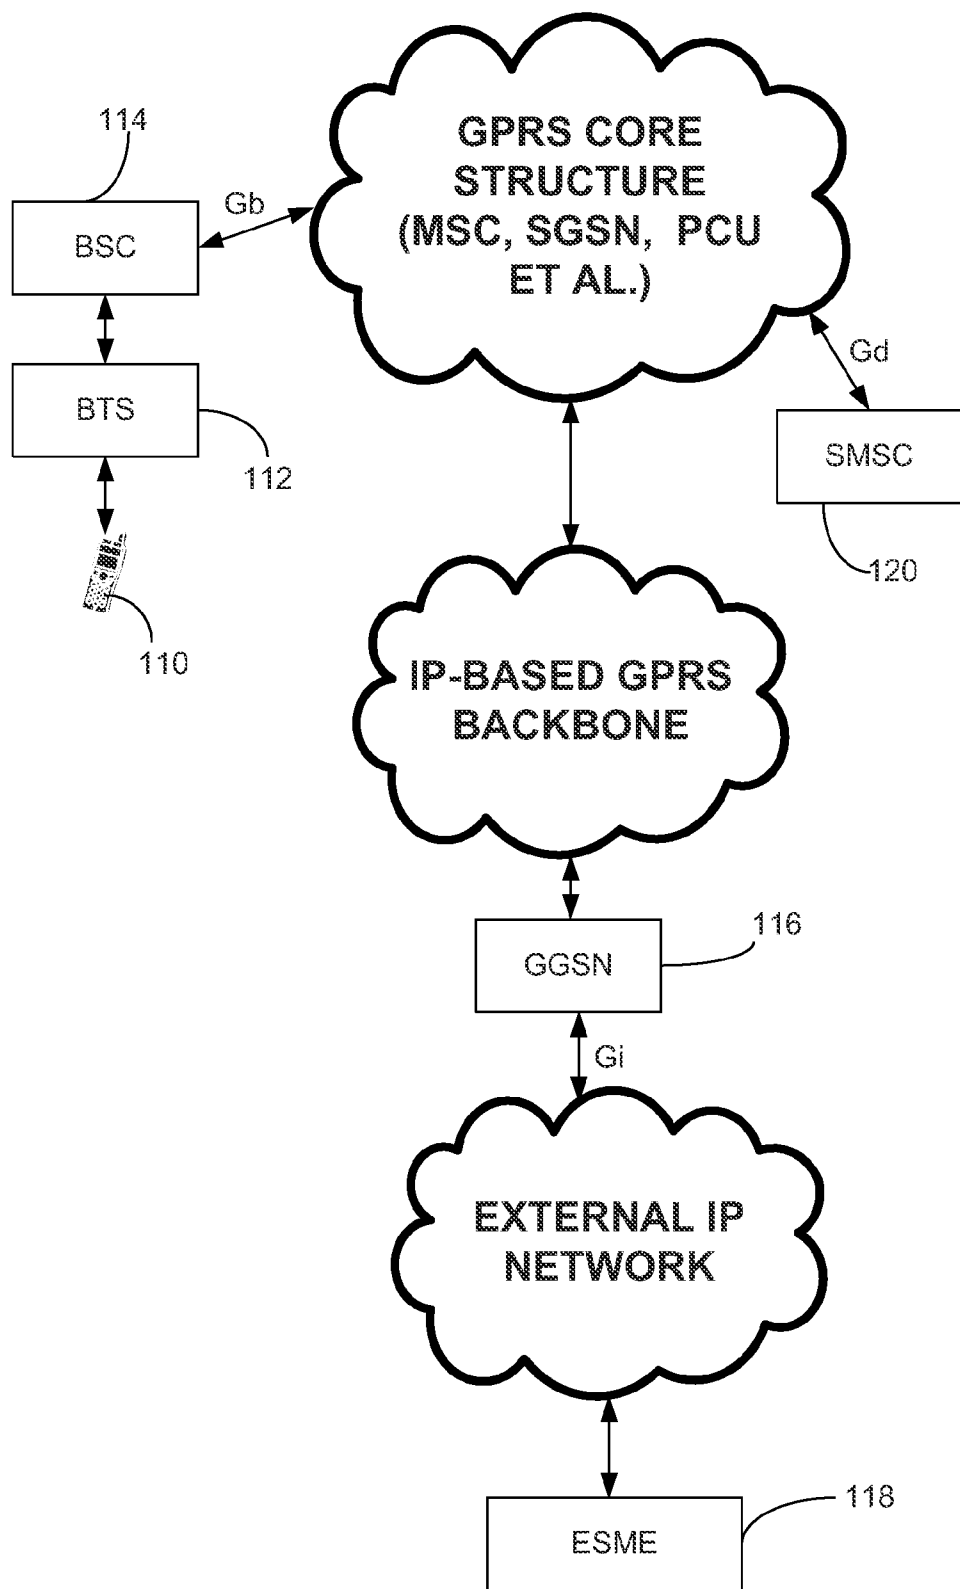 114
GPRS CORE
STRUCTURE
(MSC, SGSN, PCU
ET AL.)
Gb
BSC
Gd
BTS
112
SMSC
120
110
IP-BASED GPRS
BACKBONE
116
GGSN
Gi
EXTERNAL IP
NETWORK
118
ESME